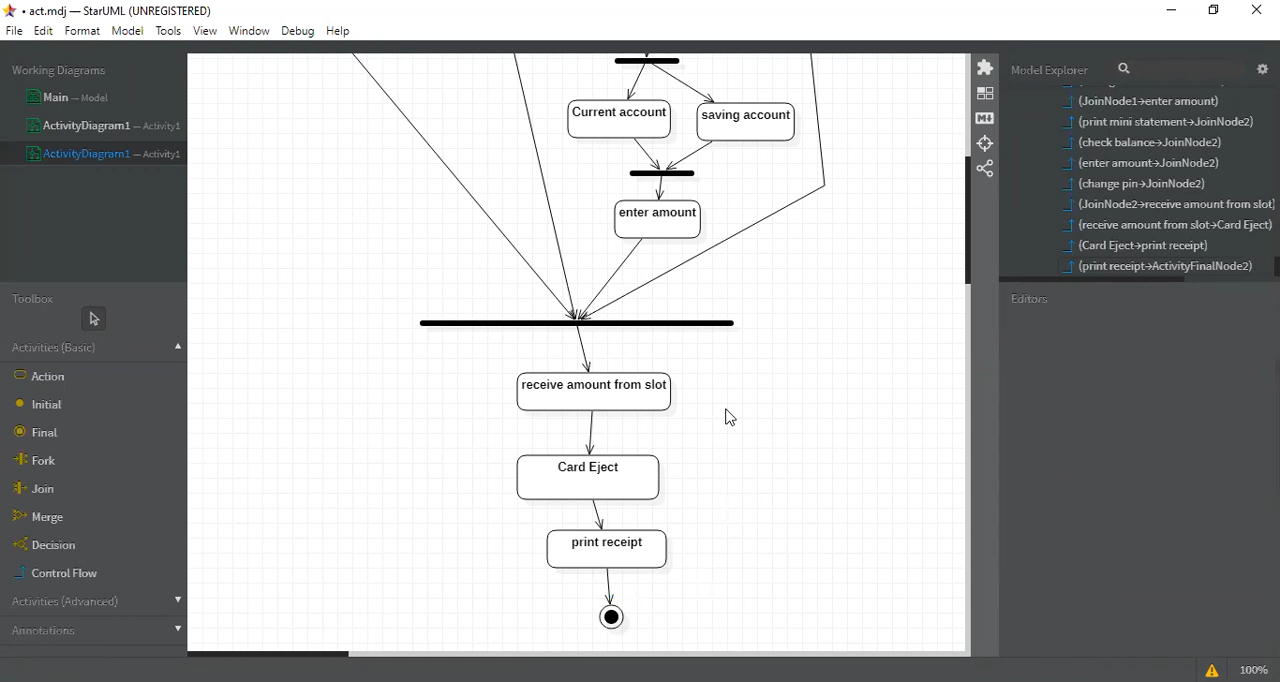 • act.mdj — StarUML (UNREGISTERED)
File Edit Format Model Tools View Window Debug Help
Working Diagrams
Main — Model
ActivityDiagram1 — Activity1
ActivityDiagram1 — Activity1
Toolbox
Activities (Basic)
Action
Initial
Final
Fork
Join
Merge
Decision
Control Flow
Activities (Advanced)
Annotations
Current account
saving account
enter amount
receive amount from slot
Card Eject
print receipt
Model Explorer
(JoinNode1→enter amount)
(print mini statement→JoinNode2)
(check balance→JoinNode2)
(enter amount→JoinNode2)
(change pin→JoinNode2)
(JoinNode2→receive amount from slot)
(receive amount from slot→Card Eject)
(Card Eject→print receipt)
(print receipt→ActivityFinalNode2)
Editors
100%